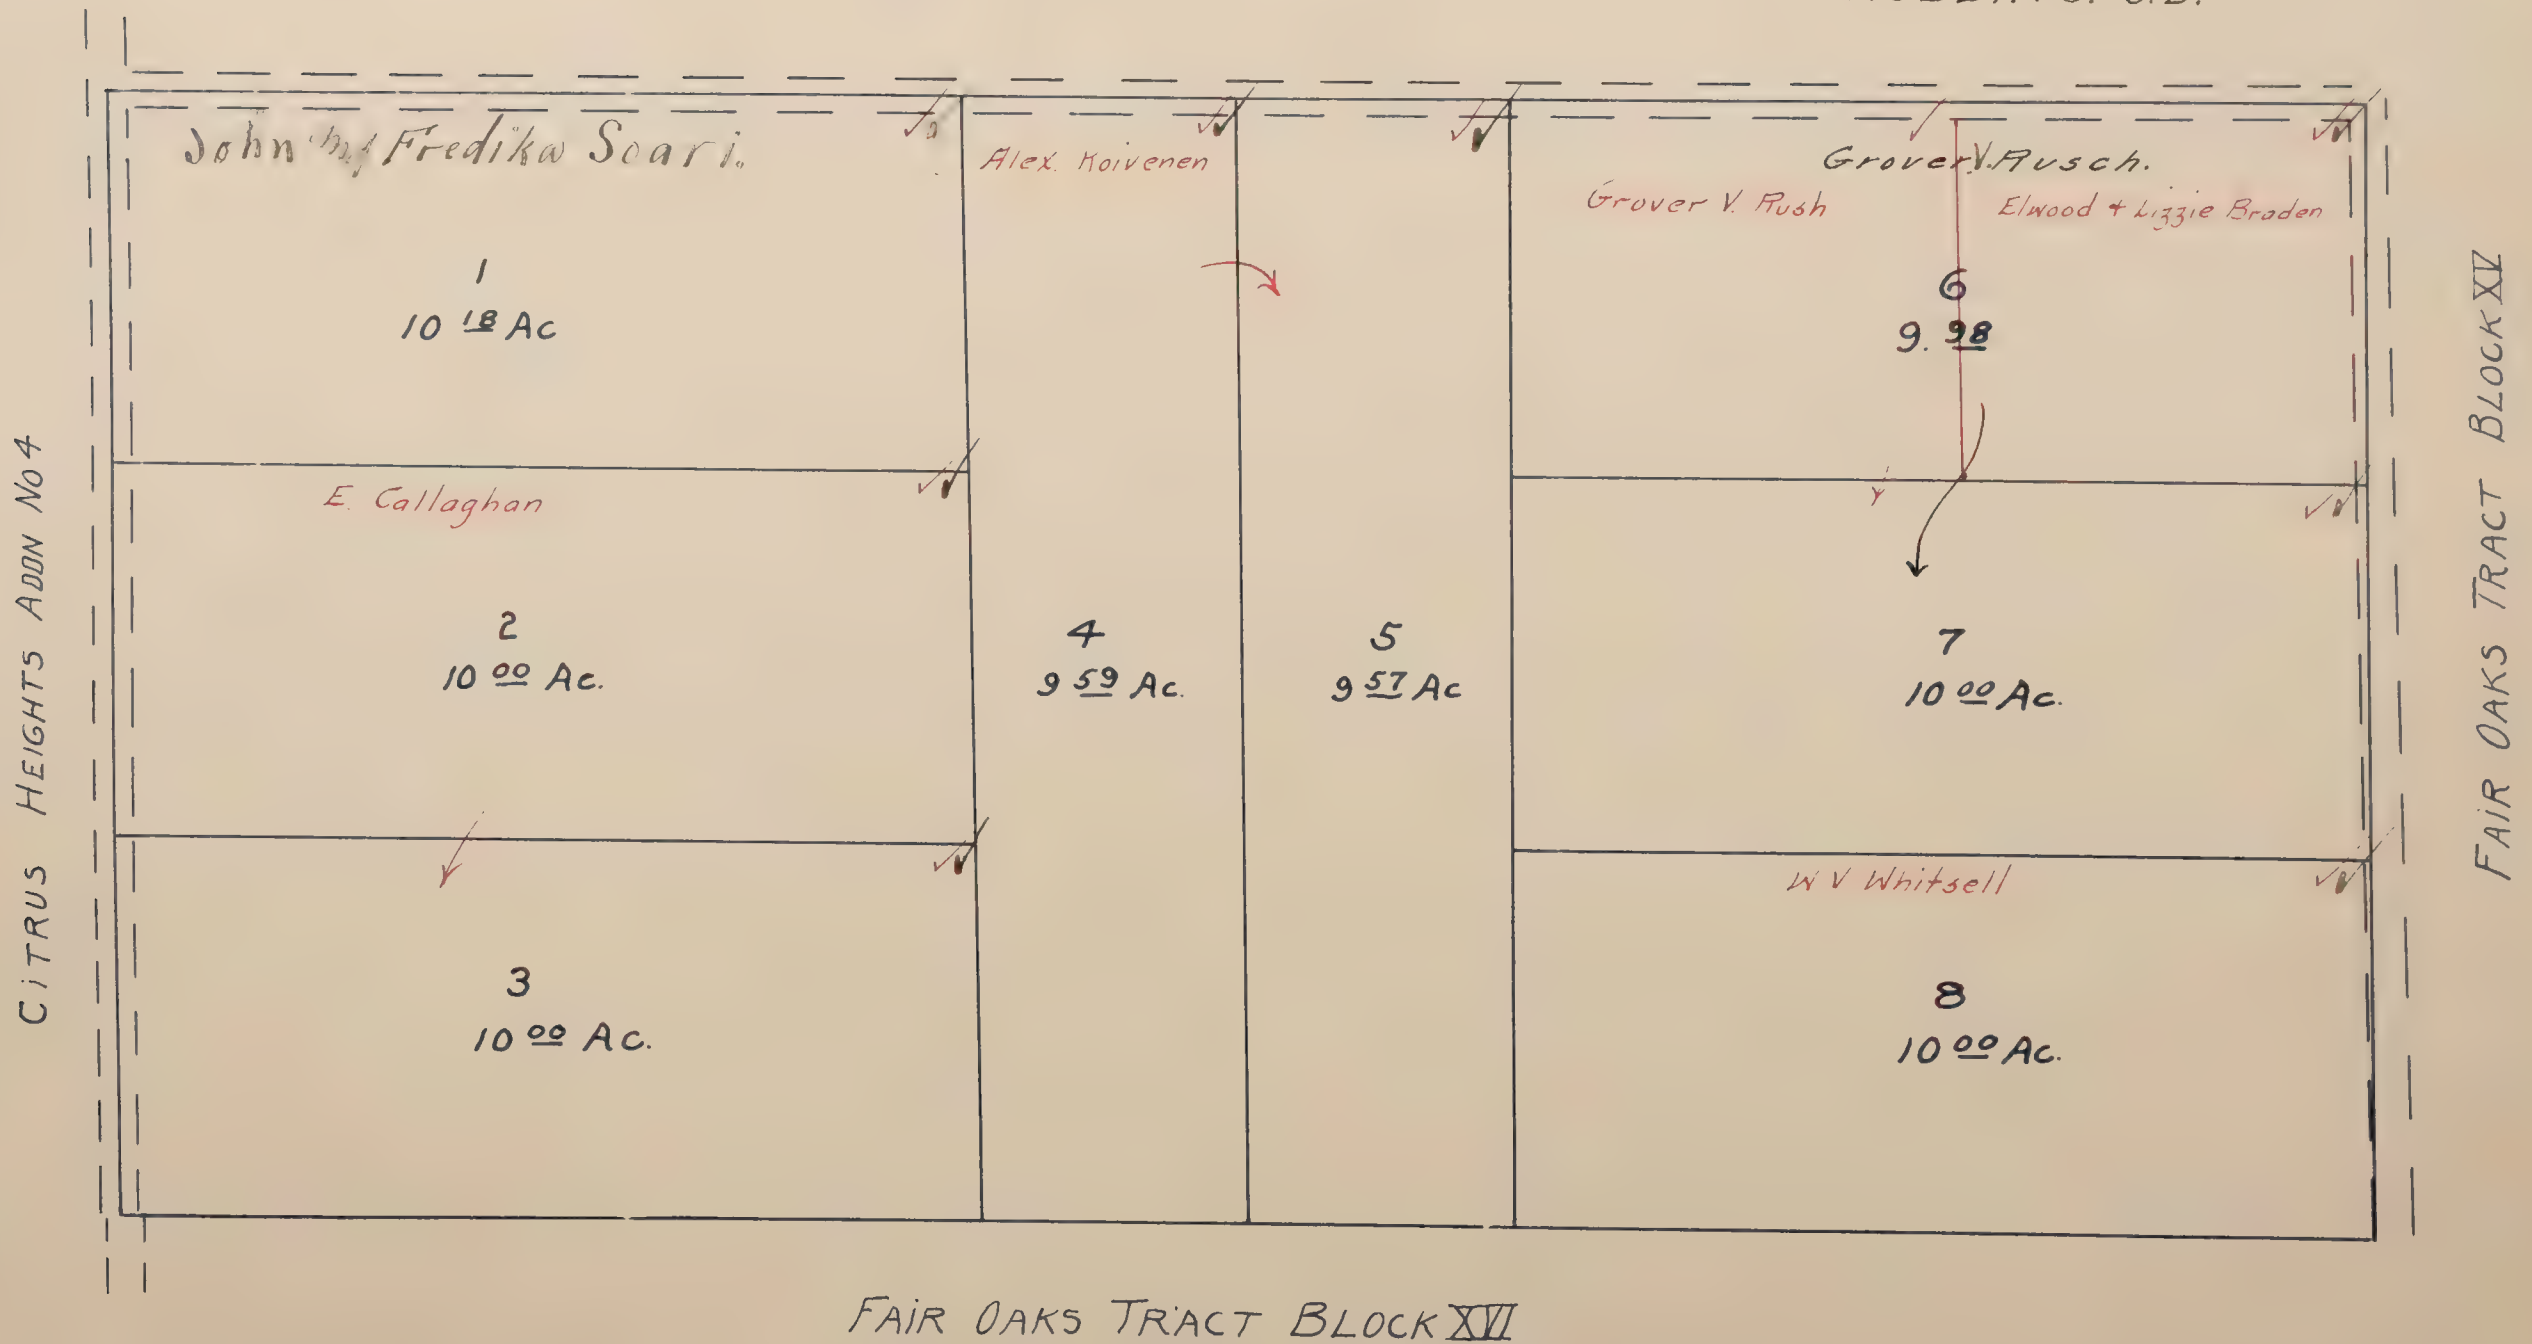 John
Fredika Soari.
Alex. Koivenen
Grover V. Rusch.
Grover V. Rush
Elwood + Lizzie Braden
1
10 18 Ac
6
9. 98
E. Callaghan
2
10 00 Ac.
4
9 59 Ac.
5
9 57 Ac
7
10 00 Ac.
W V Whitsell
3
10 00 Ac.
8
10 00 Ac.
CITRUS HEIGHTS ADDN No 4
FAIR OAKS TRACT BLOCK XV
FAIR OAKS TRACT BLOCK XVI